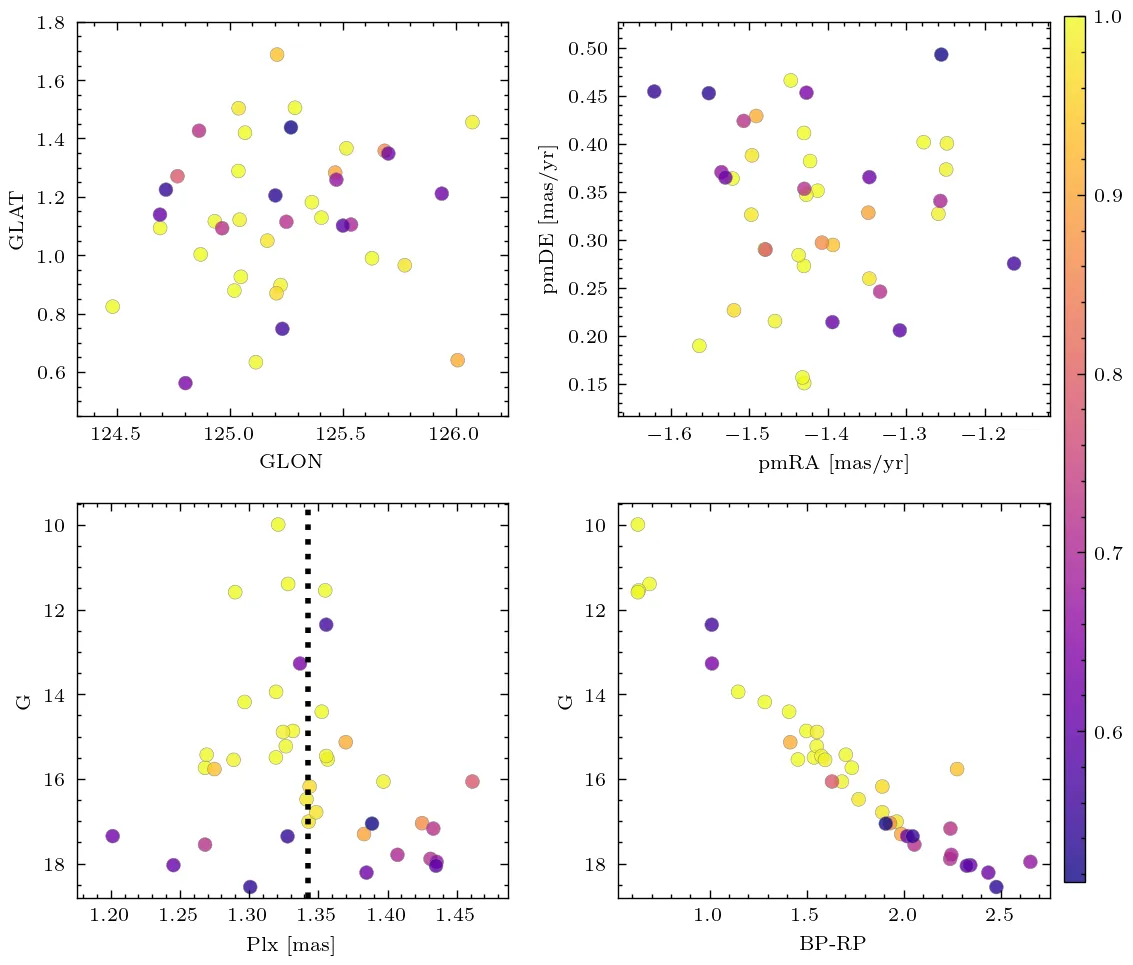 1.8
1.6
1.4
1.2
1.0
0.8
0.6
GLAT
124.5 125.0 125.5 126.0
GLON
0.50
0.45
0.40
0.35
0.30
0.25
0.20
0.15
pmDE [mas/yr]
−1.6 −1.5 −1.4 −1.3 −1.2
pmRA [mas/yr]
1.0
0.9
0.8
0.7
0.6
10
12
14
16
18
G
1.20 1.25 1.30 1.35 1.40 1.45
Plx [mas]
10
12
14
16
18
G
1.0 1.5 2.0 2.5
BP-RP